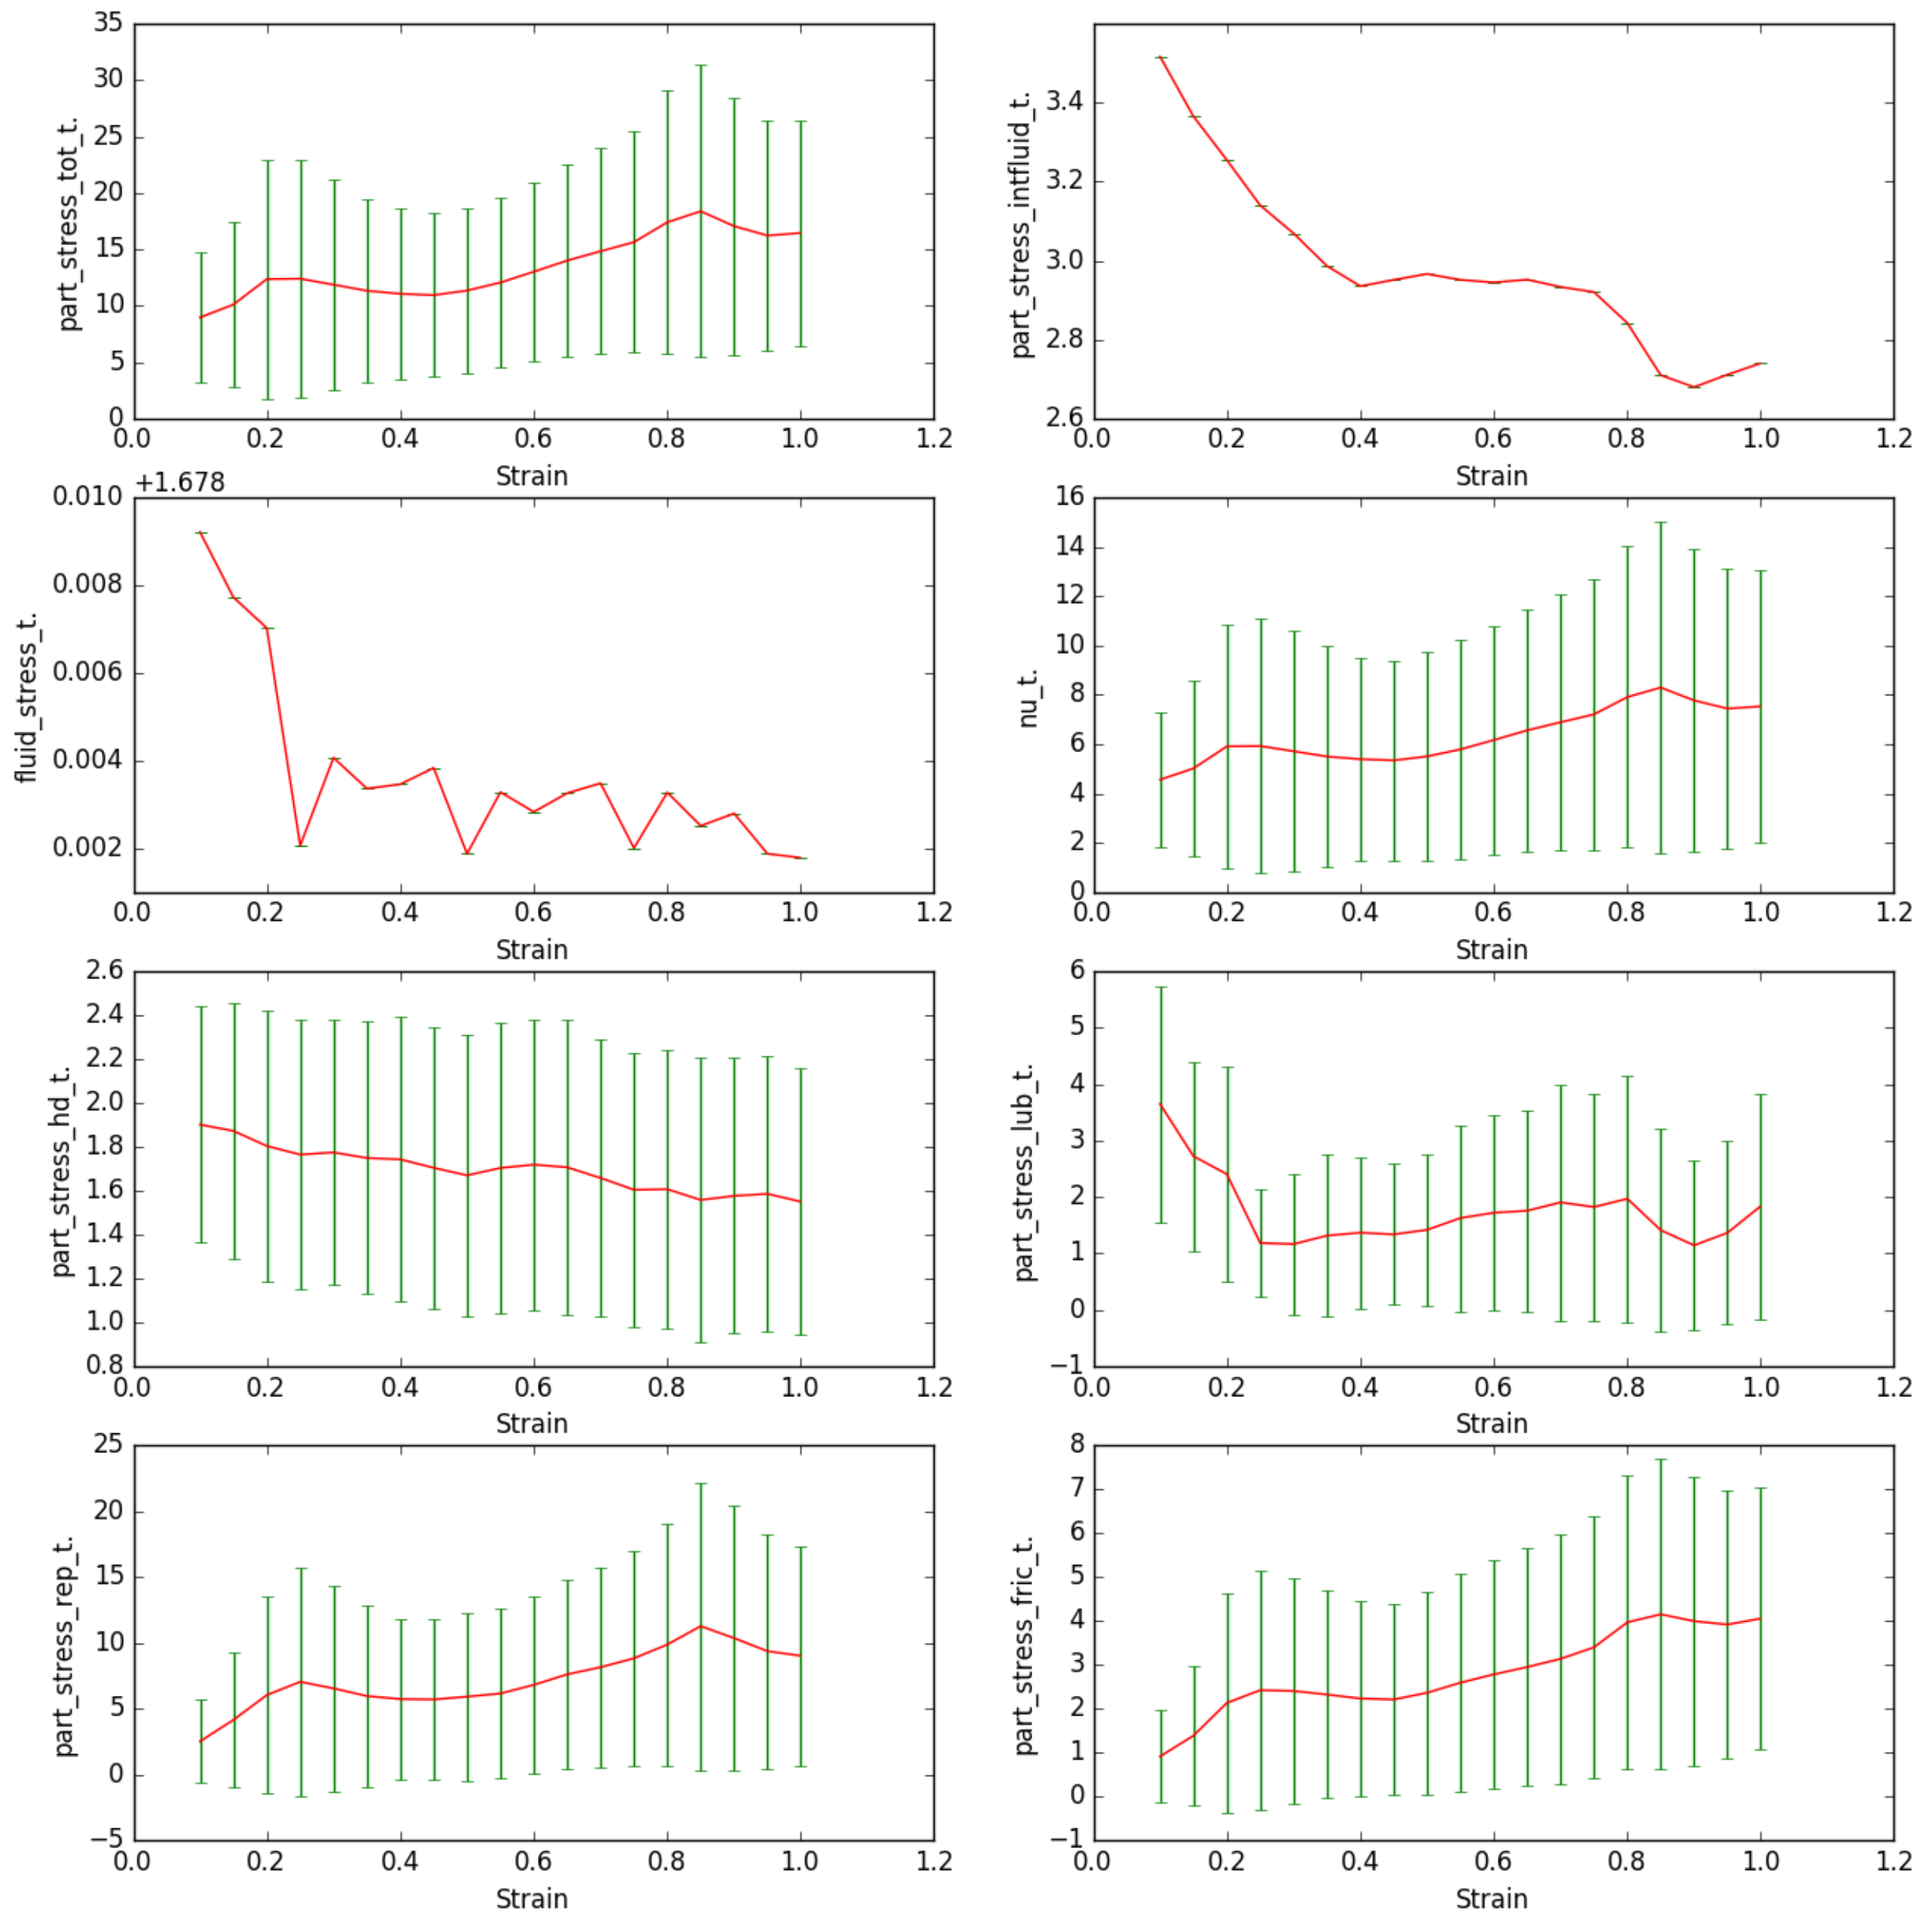 35
30
25
20
15
10
5
0
part_stress_tot_t.
0.0 0.2 0.4 0.6 0.8 1.0 1.2
Strain
3.4
3.2
3.0
2.8
2.6
part_stress_intfluid_t.
0.0 0.2 0.4 0.6 0.8 1.0 1.2
Strain
+1.678
0.010
0.008
0.006
0.004
0.002
fluid_stress_t.
0.0 0.2 0.4 0.6 0.8 1.0 1.2
Strain
16
14
12
10
8
6
4
2
0
nu_t.
0.0 0.2 0.4 0.6 0.8 1.0 1.2
Strain
2.6
2.4
2.2
2.0
1.8
1.6
1.4
1.2
1.0
0.8
part_stress_hd_t.
0.0 0.2 0.4 0.6 0.8 1.0 1.2
Strain
6
5
4
3
2
1
0
−1
part_stress_lub_t.
0.0 0.2 0.4 0.6 0.8 1.0 1.2
Strain
25
20
15
10
5
0
−5
part_stress_rep_t.
0.0 0.2 0.4 0.6 0.8 1.0 1.2
Strain
8
7
6
5
4
3
2
1
0
−1
part_stress_fric_t.
0.0 0.2 0.4 0.6 0.8 1.0 1.2
Strain